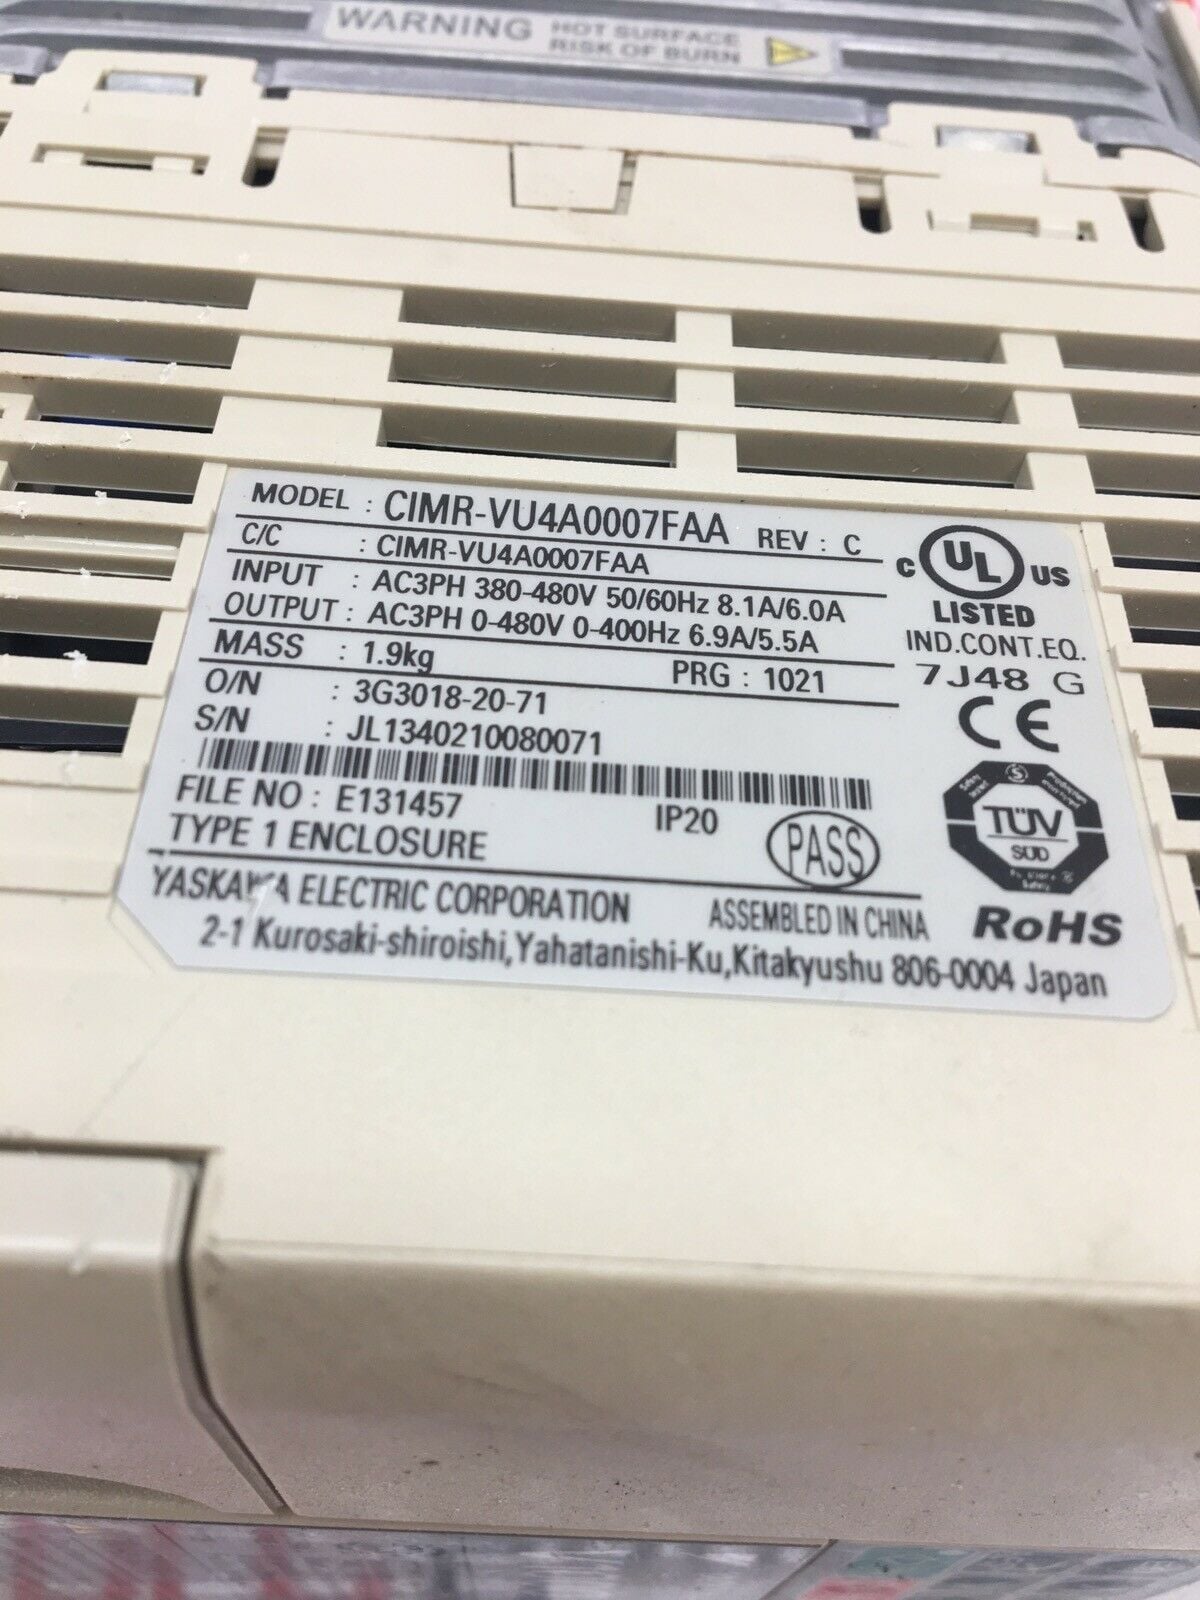 WARNING HOT SURFACE
RISK OF BURN
MODEL : CIMR-VU4A0007FAA REV : C
C/C : CIMR-VU4A0007FAA
INPUT : AC3PH 380-480V 50/60Hz 8.1A/6.0A
OUTPUT : AC3PH 0-480V 0-400Hz 6.9A/5.5A
MASS : 1.9kg PRG : 1021
O/N : 3G3018-20-71
S/N : JL1340210080071
FILE NO : E131457 IP20
TYPE 1 ENCLOSURE
PASS
YASKAWA ELECTRIC CORPORATION ASSEMBLED IN CHINA
2-1 Kurosaki-shiroishi,Yahatanishi-Ku,Kitakyushu 806-0004 Japan
C UL US
LISTED
IND.CONT.EQ.
7J48 G
CE
TÜV
SÜD
RoHS